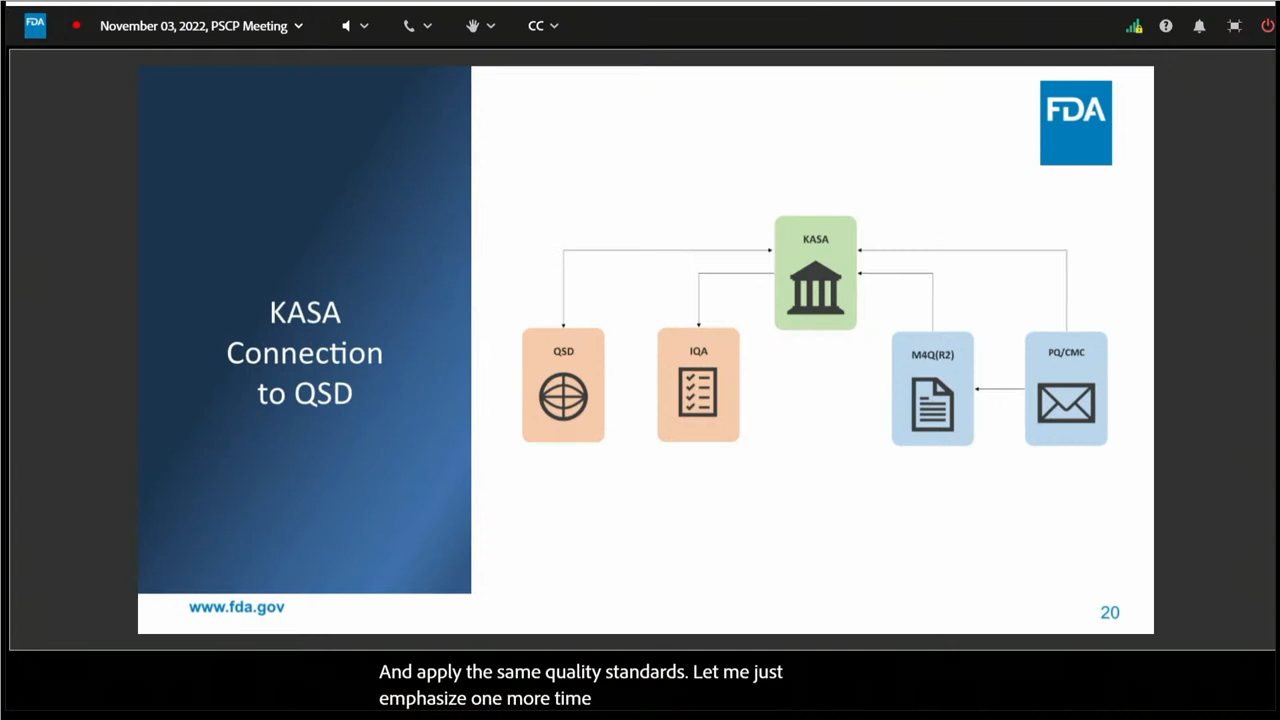 FDA
November 03, 2022, PSCP Meeting
CC
FDA
KASA
KASA
Connection
to QSD
QSD
IQA
M4Q(R2)
PQ/CMC
www.fda.gov
20
And apply the same quality standards. Let me just
emphasize one more time